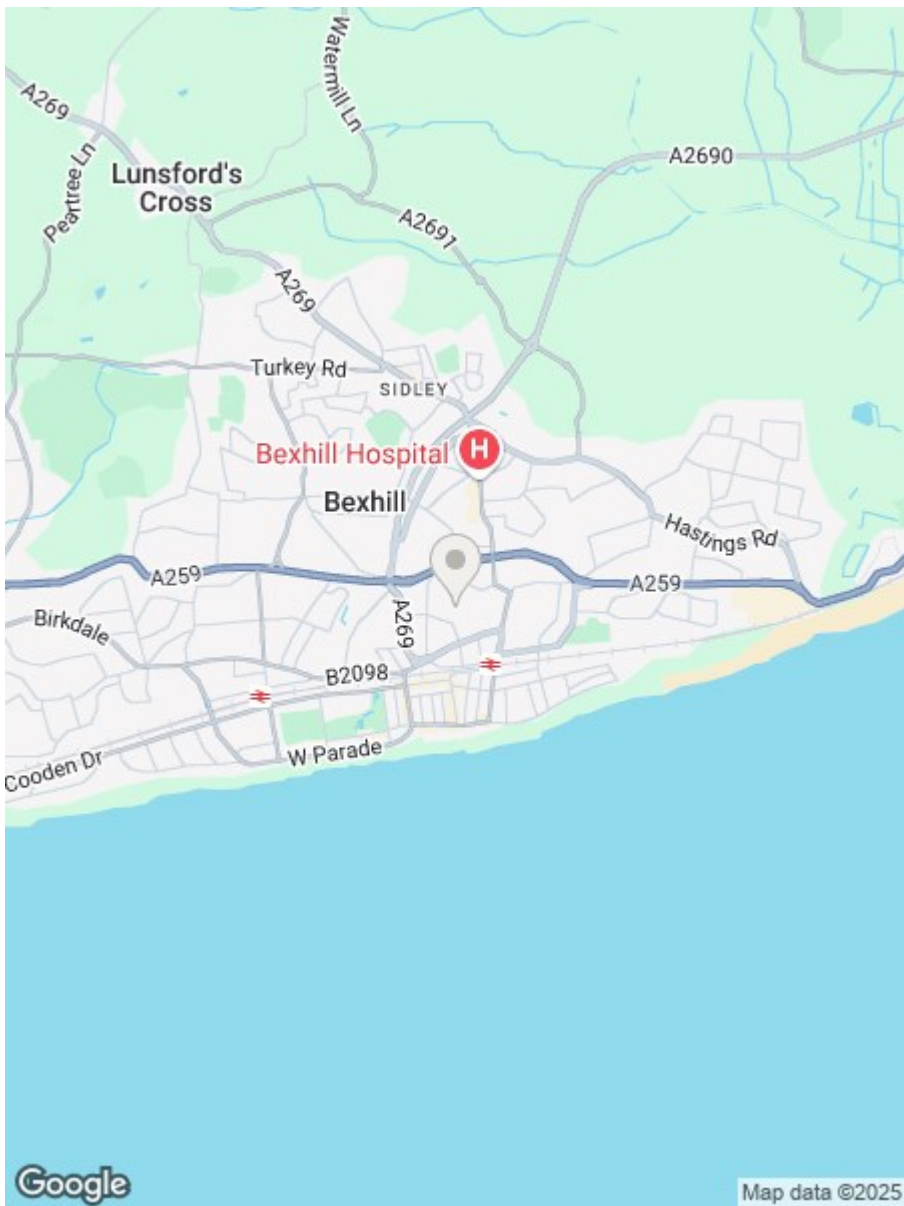 Watermill Ln
A269
A2690
Peartree Ln
Lunsford's
Cross
A2691
A269
Turkey Rd
SIDLEY
Bexhill Hospital
H
Bexhill
Hastings Rd
A259
A259
Birkdale
A269
B2098
W Parade
Cooden Dr
Google
Map data ©2025